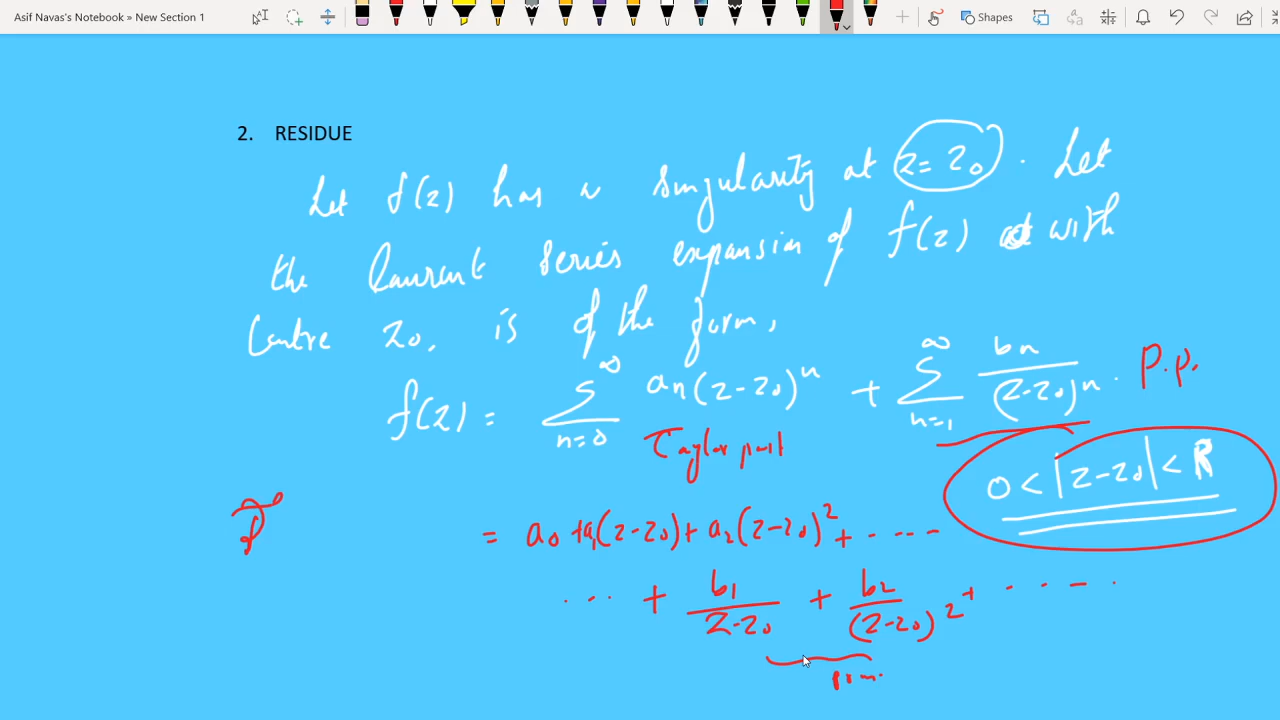 Asif Navas's Notebook » New Section 1
Shapes
2. RESIDUE
Let f(z) has a singularity at z = z₀. Let
the laurent series expansion of f(z) with
Centre z₀, is of the form,
f(z) = ∑_{n=0}^{∞} an(z-z₀)^n + ∑_{n=1}^{∞} bn/(z-z₀)^n. P.p.
Taylor part
0 < |z-z₀| < R
= a₀ + a₁(z-z₀) + a₂(z-z₀)² + ....
... + b₁/(z-z₀) + b₂/(z-z₀)² + ....